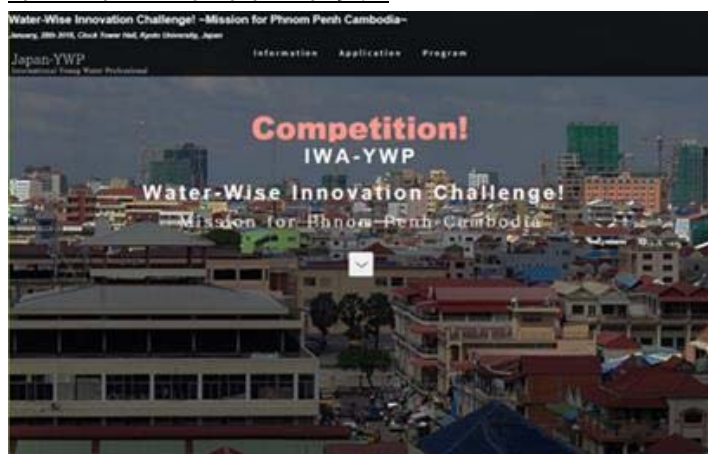 Water-Wise Innovation Challenge! ~Mission for Phnom Penh Cambodia~
January, 28th 2018, Clock Tower Hall, Kyoto University, Japan
Japan-YWP
International Young Water Professional
Information Application Program
Competition!
IWA-YWP
Water-Wise Innovation Challenge!
Mission for Phnom Penh-Cambodia